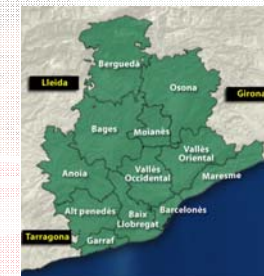 Berguedà
Lleida
Osona
Girona
Bages
Moianès
Vallès
Oriental
Anoia
Vallès
Occidental
Maresme
Alt penedès
Baix
Llobregat
Barcelonès
Tarragona
Garraf